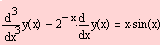 d³/dx³ y(x) − 2^(−x) d/dx y(x) = x·sin(x)